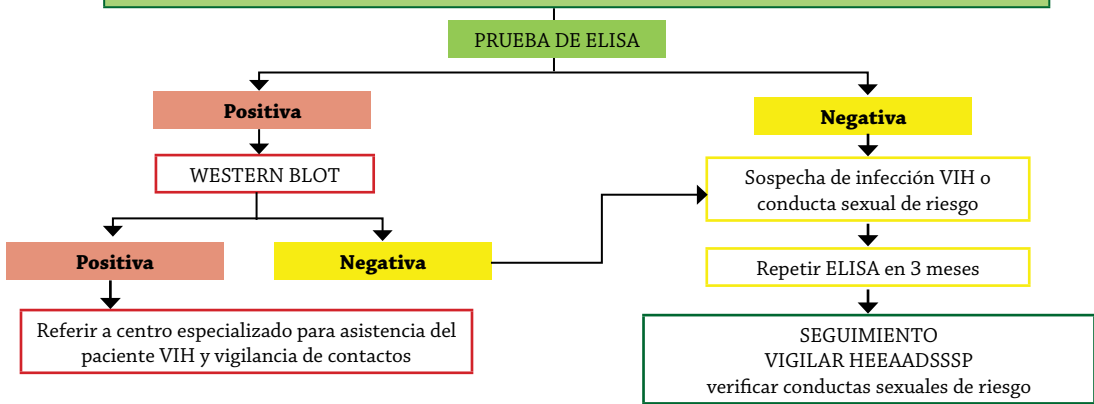 PRUEBA DE ELISA
Positiva
Negativa
WESTERN BLOT
Sospecha de infección VIH o
conducta sexual de riesgo
Positiva
Negativa
Repetir ELISA en 3 meses
Referir a centro especializado para asistencia del
paciente VIH y vigilancia de contactos
SEGUIMIENTO
VIGILAR HEEAADSSSP
verificar conductas sexuales de riesgo